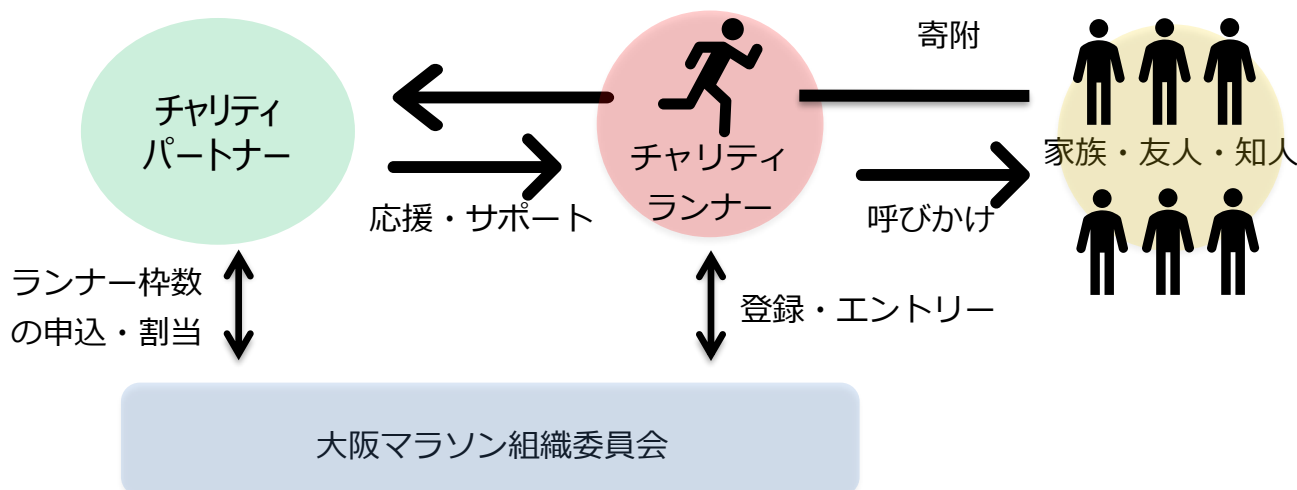 寄附
チャリティ
パートナー
チャリティ
ランナー
家族・友人・知人
応援・サポート
呼びかけ
ランナー枠数
の申込・割当
登録・エントリー
大阪マラソン組織委員会